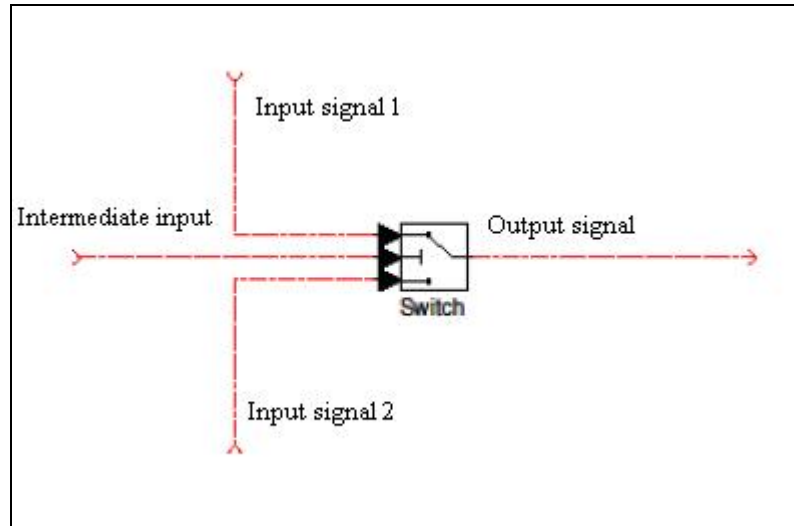 Input signal 1
Intermediate input
Output signal
Switch
Input signal 2